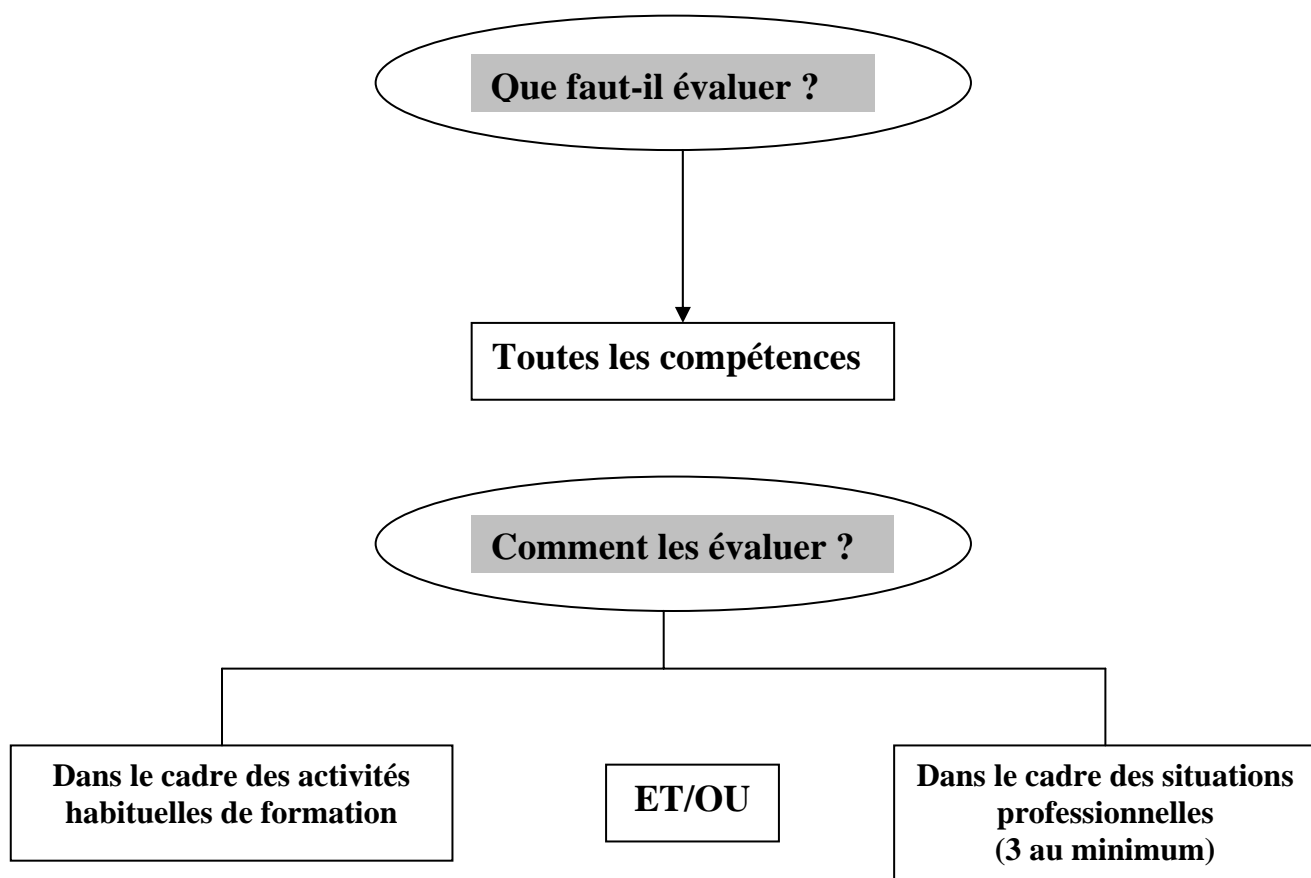 Que faut-il évaluer ?
Toutes les compétences
Comment les évaluer ?
Dans le cadre des activités
habituelles de formation
ET/OU
Dans le cadre des situations
professionnelles
(3 au minimum)